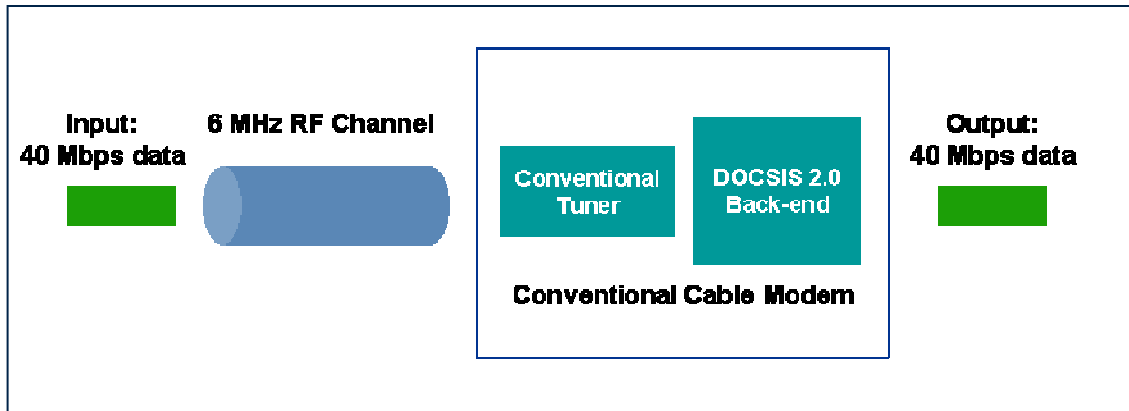 Input:
40 Mbps data
6 MHz RF Channel
Conventional
Tuner
DOCSIS 2.0
Back-end
Conventional Cable Modem
Output:
40 Mbps data